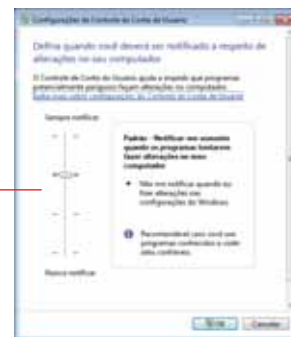 Configurações de Controle de Conta de Usuário
Defina quando você deverá ser notificado a respeito de
alterações no seu
computador
O Controle de Conta de Usuário ajuda a impedir que programas
potencialmente perigosos façam alterações no computador.
Saiba mais sobre configurações do Controle de Conta de Usuário
Sempre notificar
Padrão - Notificar-me somente
quando os programas tentarem
fazer alterações no meu
computador
Não me notificar quando eu
fizer alterações nas
configurações do Windows
Recomendável caso você use
programas conhecidos e visite
sites confiáveis.
Nunca notificar
OK Cancelar